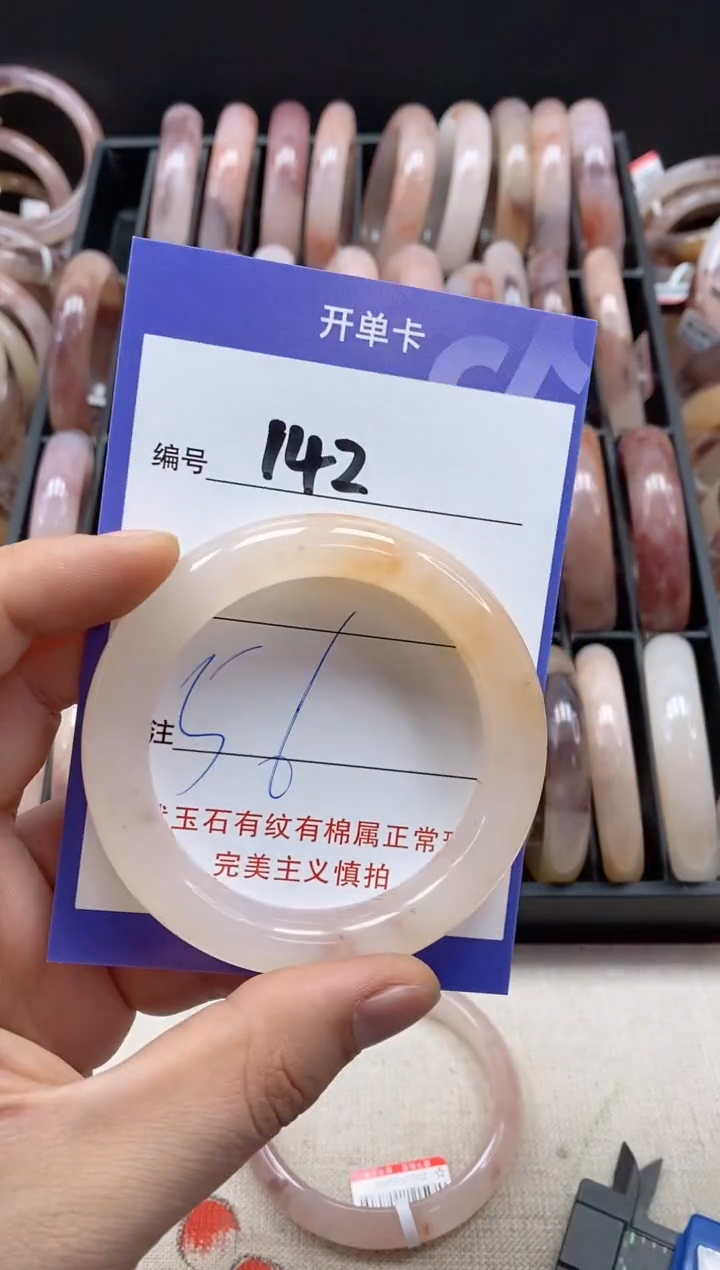 开单卡
编号 142
注 56
玉石有纹有棉属正常
完美主义慎拍